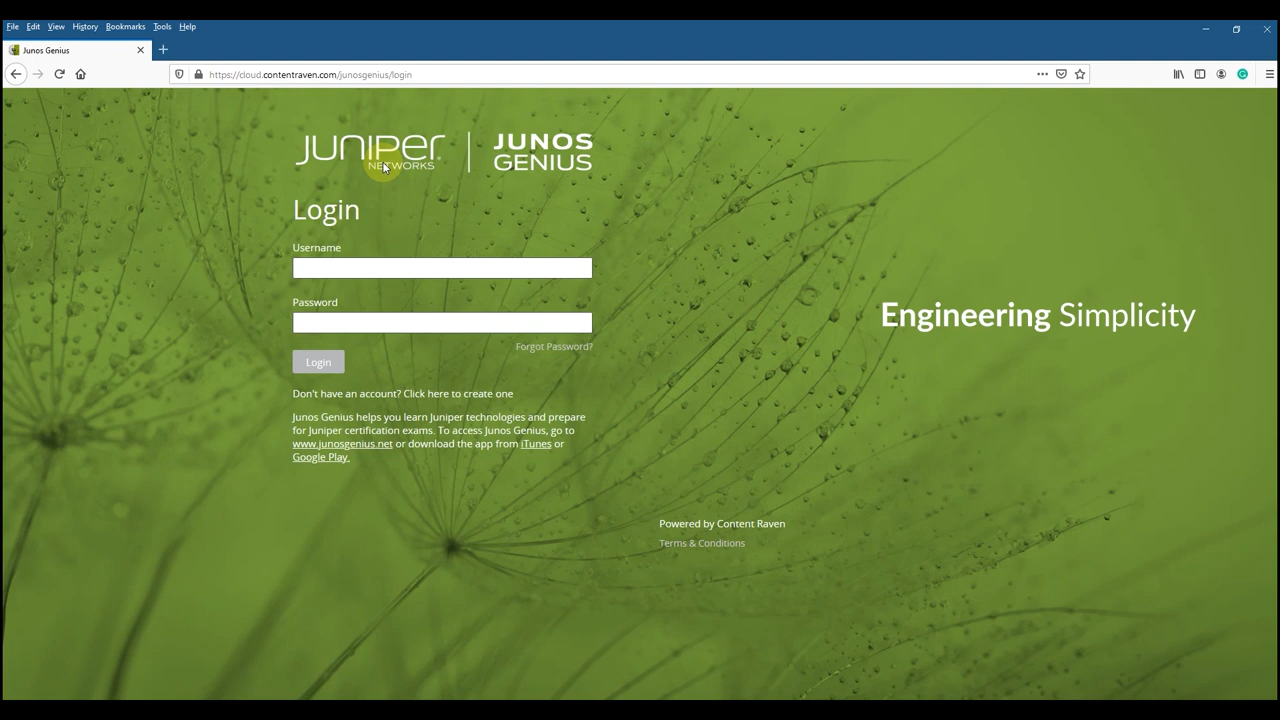 File Edit View History Bookmarks Tools Help
Junos Genius
https://cloud.contentraven.com/junosgenius/login
JUNIPEr NETWORKS | JUNOS GENIUS
Login
Username
Engineering Simplicity
Password
Forgot Password?
Login
Don't have an account? Click here to create one
Junos Genius helps you learn Juniper technologies and prepare
for Juniper certification exams. To access Junos Genius, go to
www.junosgenius.net or download the app from iTunes or
Google Play.
Powered by Content Raven
Terms & Conditions